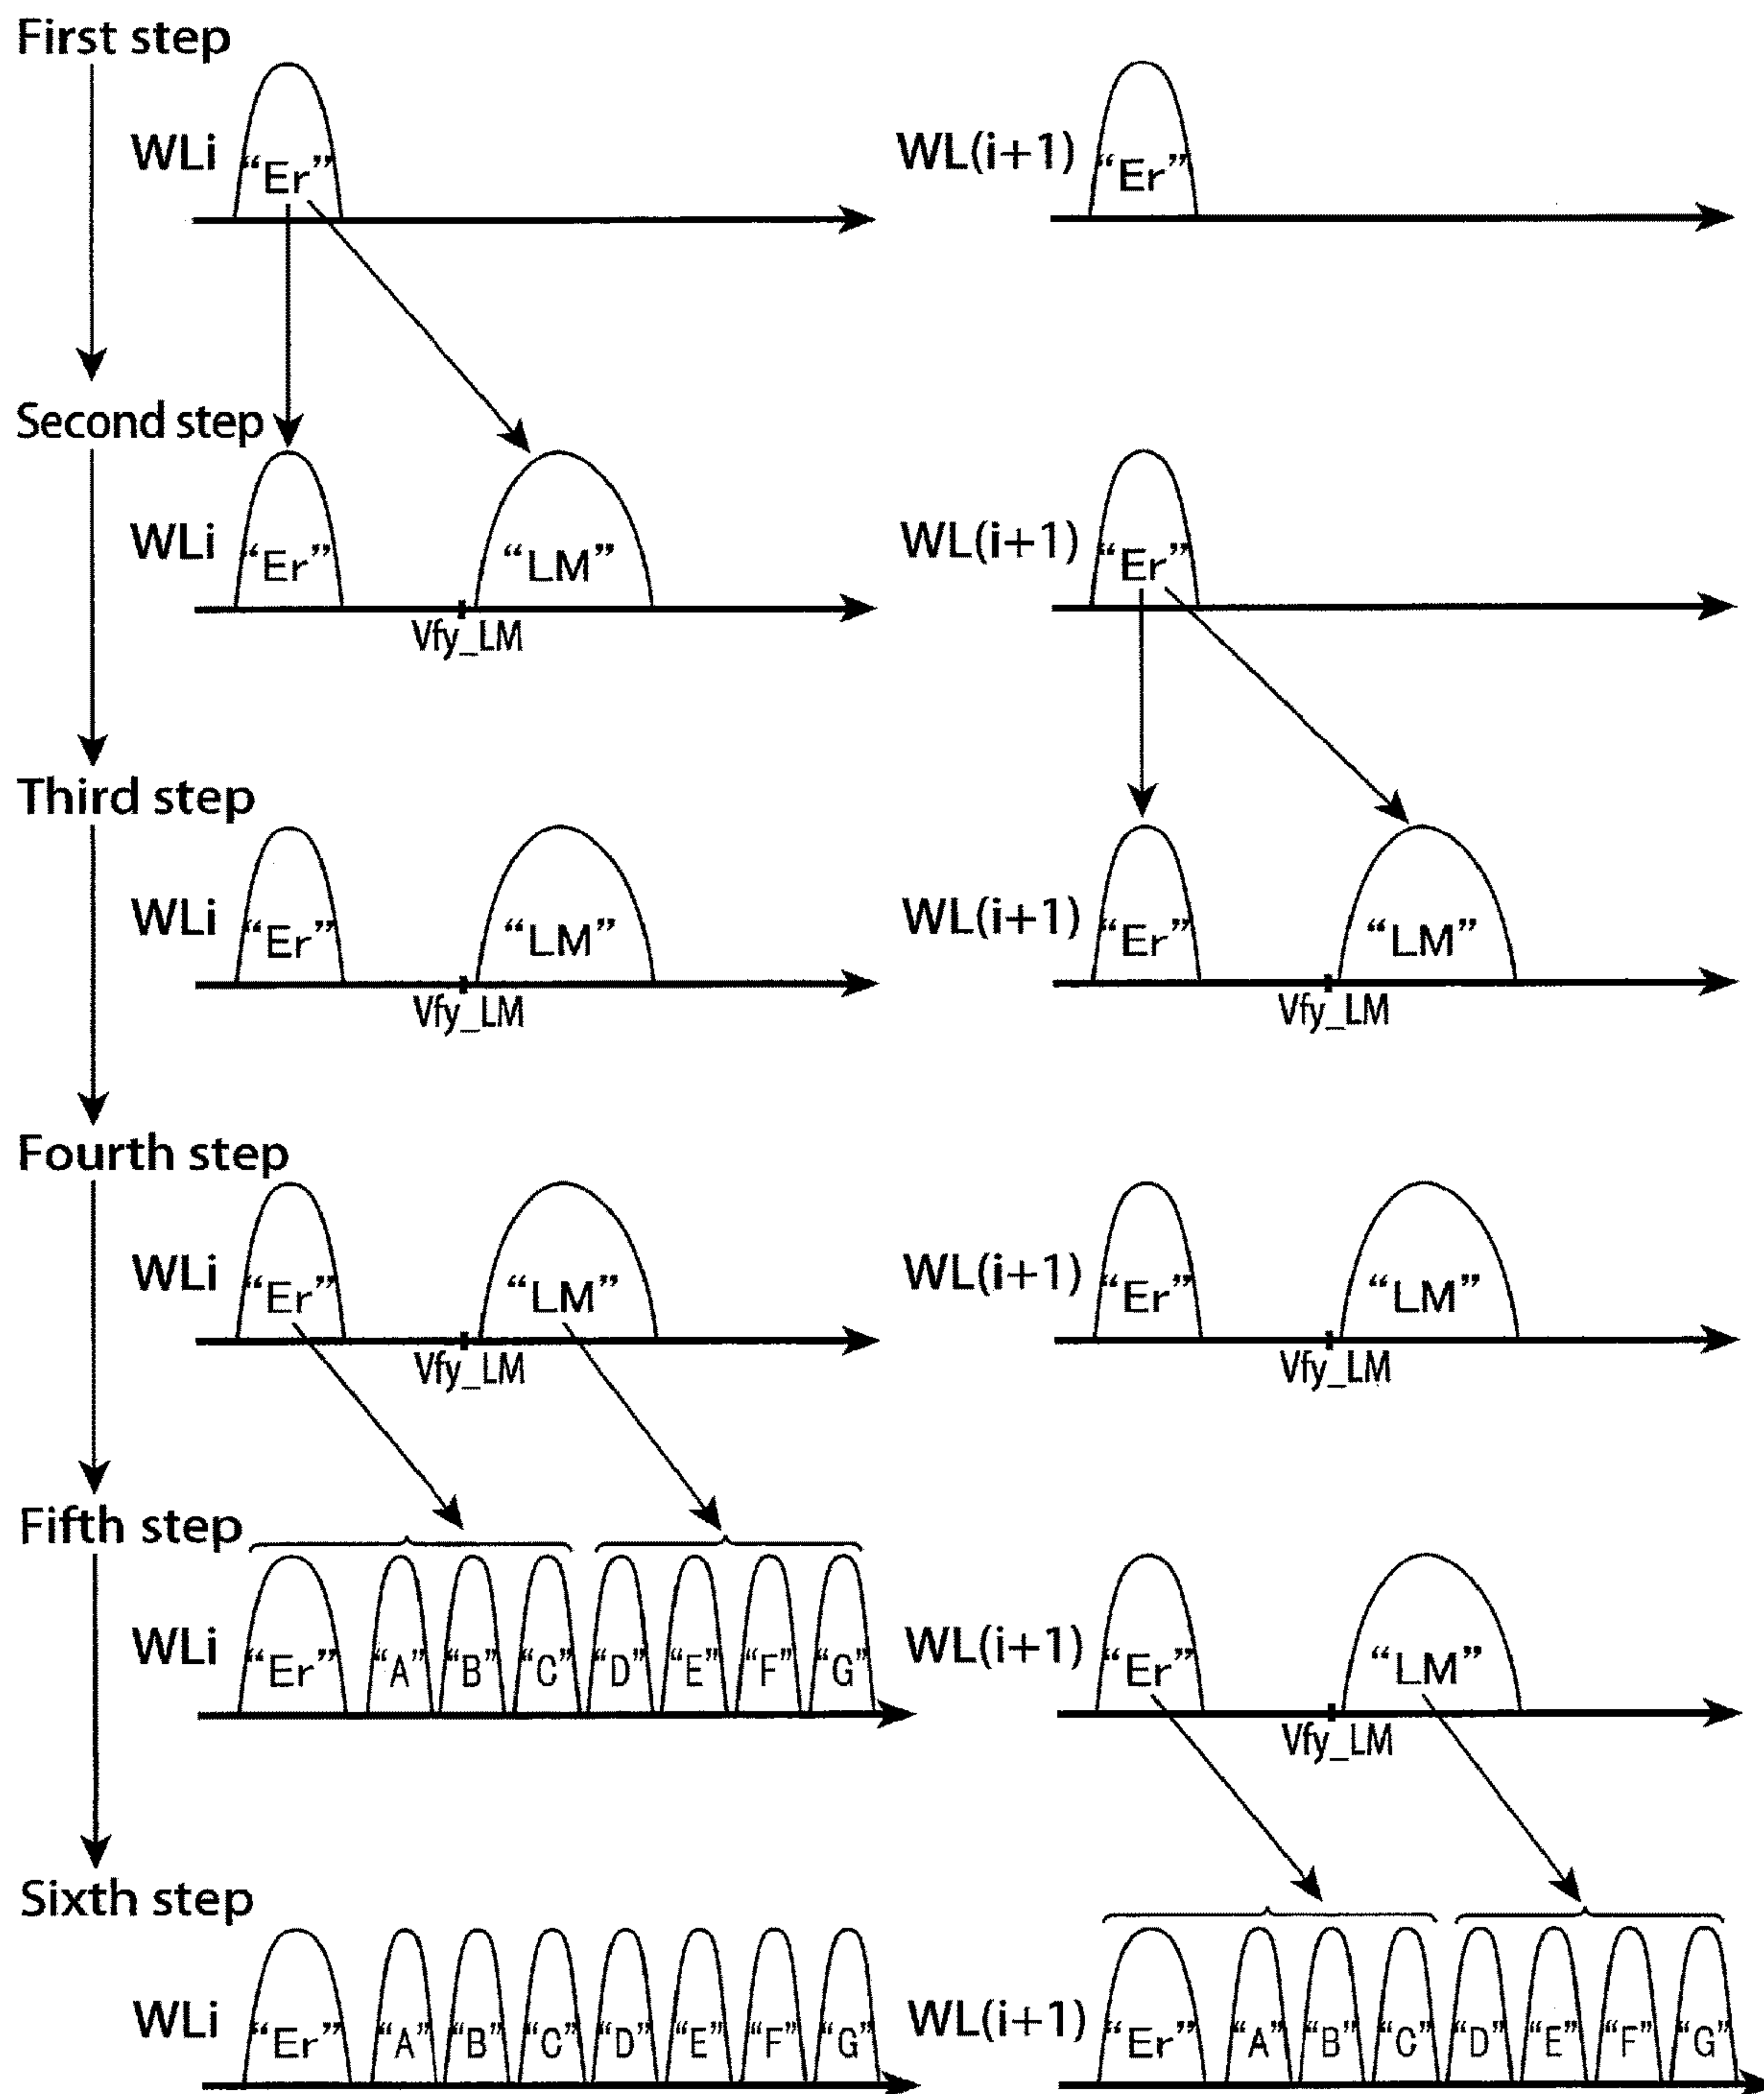 First step
WLi "Er" WL(i+1) "Er"
Second step
WLi "Er" "LM" WL(i+1) "Er"
Vfy_LM
Third step
WLi "Er" "LM" WL(i+1) "Er" "LM"
Vfy_LM Vfy_LM
Fourth step
WLi "Er" "LM" WL(i+1) "Er" "LM"
Vfy_LM Vfy_LM
Fifth step
WLi "Er" "A" "B" "C" "D" "E" "F" "G" WL(i+1) "Er" "LM"
Vfy_LM
Sixth step
WLi "Er" "A" "B" "C" "D" "E" "F" "G" WL(i+1) "Er" "A" "B" "C" "D" "E" "F" "G"